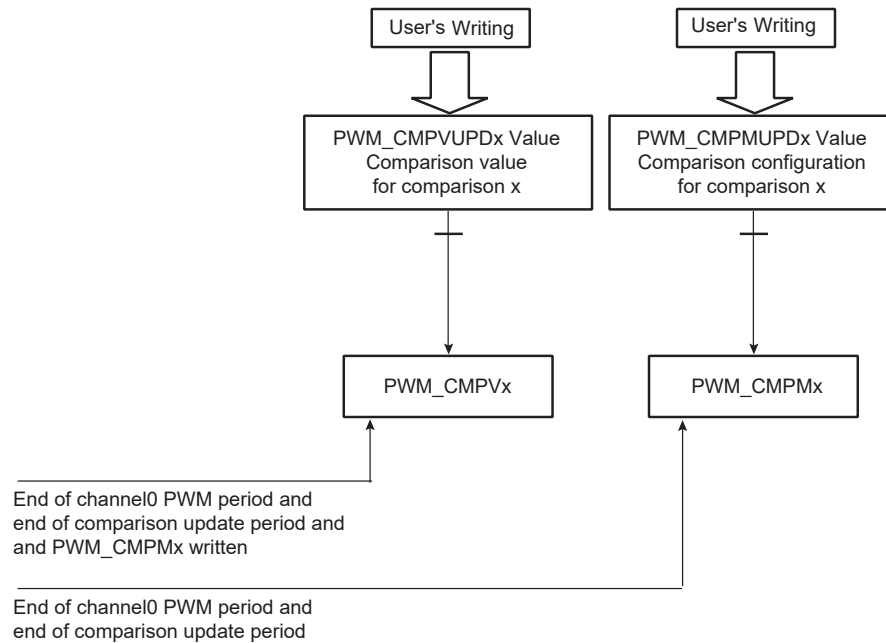 User's Writing
User's Writing
PWM_CMPVUPDx Value
Comparison value
for comparison x
PWM_CMPMUPDx Value
Comparison configuration
for comparison x
PWM_CMPVx
PWM_CMPMx
End of channel0 PWM period and
end of comparison update period and
and PWM_CMPMx written
End of channel0 PWM period and
end of comparison update period